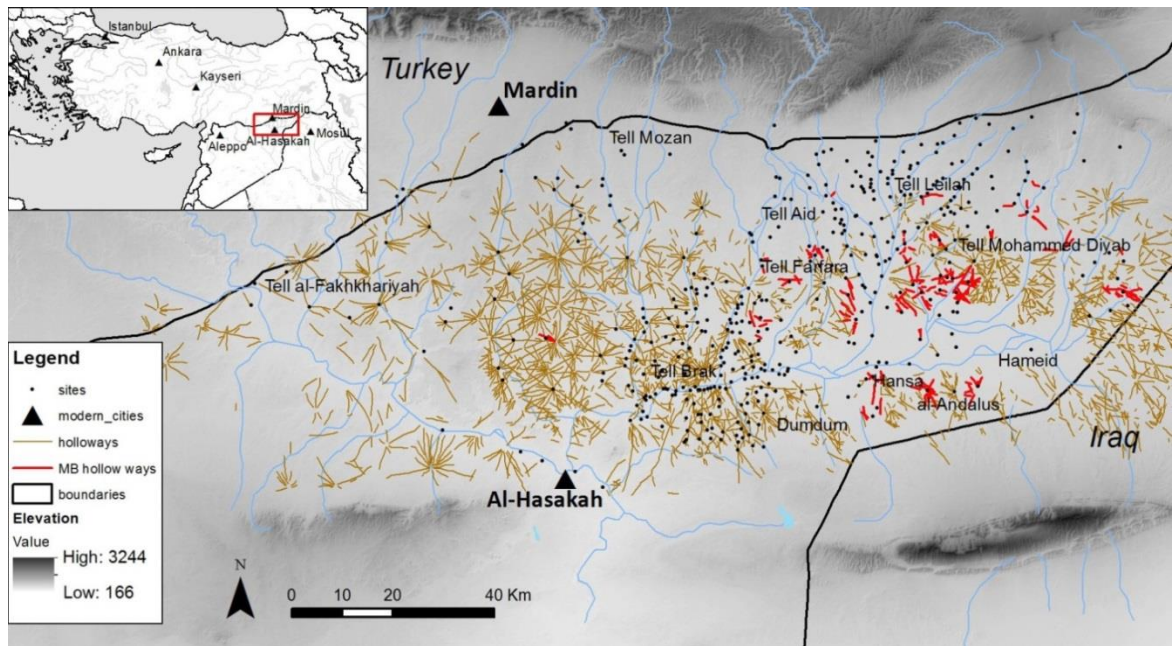 Istanbul
Ankara
Kayseri
Mardin
Aleppo
Al-Hasakah
Mosul
Turkey
Mardin
Tell Mozan
Tell Leilah
Tell Aid
Tell Mohammed Diyab
Tell Farfara
Tell al-Fakhkhariyah
Tell Brak
Hameid
Hansa
al-Andalus
Dumdum
Iraq
Al-Hasakah
Legend
sites
modern_cities
holloways
MB hollow ways
boundaries
Elevation
Value
High: 3244
Low: 166
N
0 10 20 40 Km